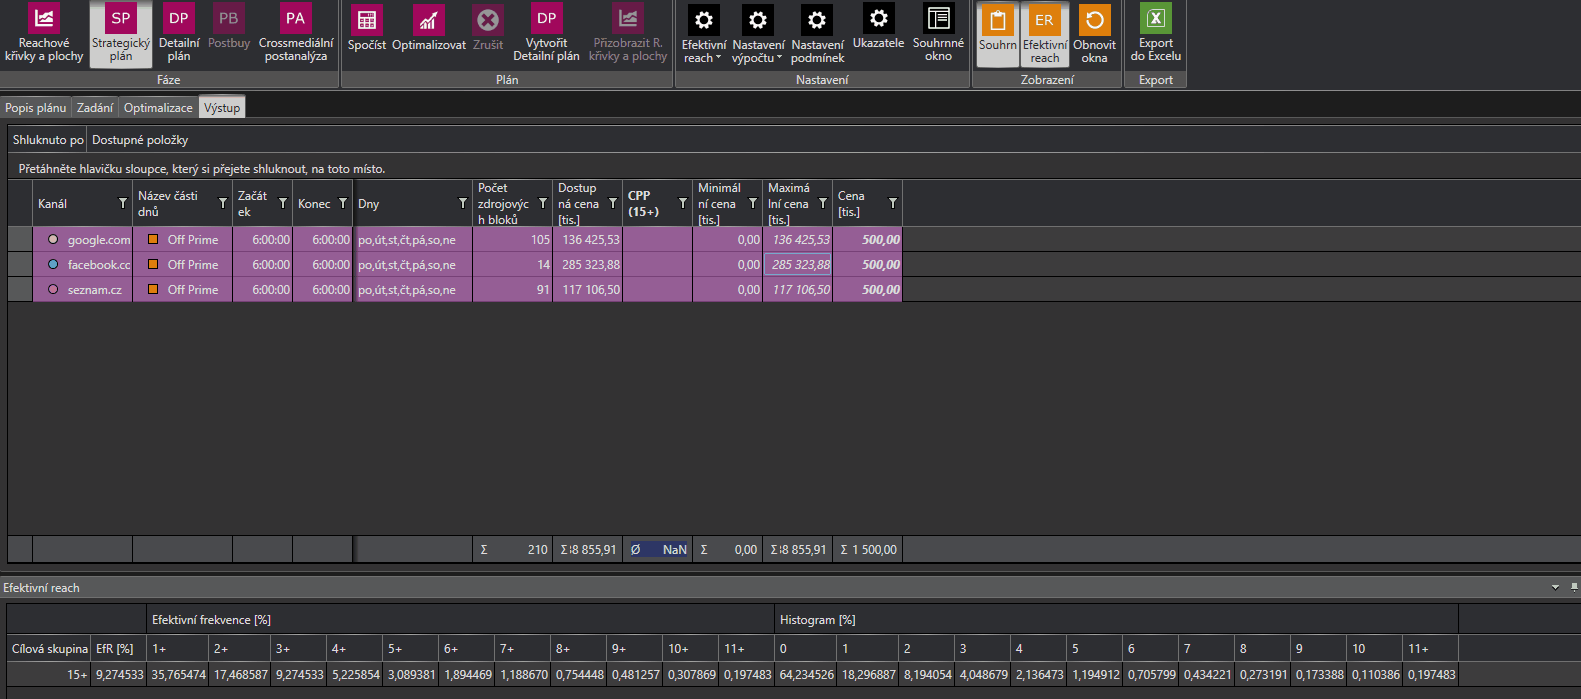 SP DP PB PA DP ER
Reachové křivky a plochy
Strategický plán
Detailní plán
Postbuy
Crossmediální postanalýza
Spočíst
Optimalizovat
Zrušit
Vytvořit Detailní plán
Přizobrazit R. křivky a plochy
Efektivní reach
Nastavení výpočtu
Nastavení podmínek
Ukazatele
Souhrnné okno
Souhrn
Efektivní reach
Obnovit okna
Export do Excelu
Fáze Plán Nastavení Zobrazení Export
Popis plánu Zadání Optimalizace Výstup
Shluknuto po Dostupné položky
Přetáhněte hlavičku sloupce, který si přejete shluknout, na toto místo.
Kanál
Název části dnů
Začát ek
Konec
Dny
Počet zdrojovýc h bloků
Dostup ná cena [tis.]
CPP (15+)
Minimál ní cena [tis.]
Maximá lní cena [tis.]
Cena [tis.]
google.com Off Prime 6:00:00 6:00:00 po,út,st,čt,pá,so,ne 105 136 425,53 0,00 136 425,53 500,00
facebook.cc Off Prime 6:00:00 6:00:00 po,út,st,čt,pá,so,ne 14 285 323,88 0,00 285 323,88 500,00
seznam.cz Off Prime 6:00:00 6:00:00 po,út,st,čt,pá,so,ne 91 117 106,50 0,00 117 106,50 500,00
Σ 210 Σ 8 855,91 Ø NaN Σ 0,00 Σ 8 855,91 Σ 1 500,00
Efektivní reach
Efektivní frekvence [%] Histogram [%]
Cílová skupina EfR [%] 1+ 2+ 3+ 4+ 5+ 6+ 7+ 8+ 9+ 10+ 11+ 0 1 2 3 4 5 6 7 8 9 10 11+
15+ 9,274533 35,765474 17,468587 9,274533 5,225854 3,089381 1,894469 1,188670 0,754448 0,481257 0,307869 0,197483 64,234526 18,296887 8,194054 4,048679 2,136473 1,194912 0,705799 0,434221 0,273191 0,173388 0,110386 0,197483